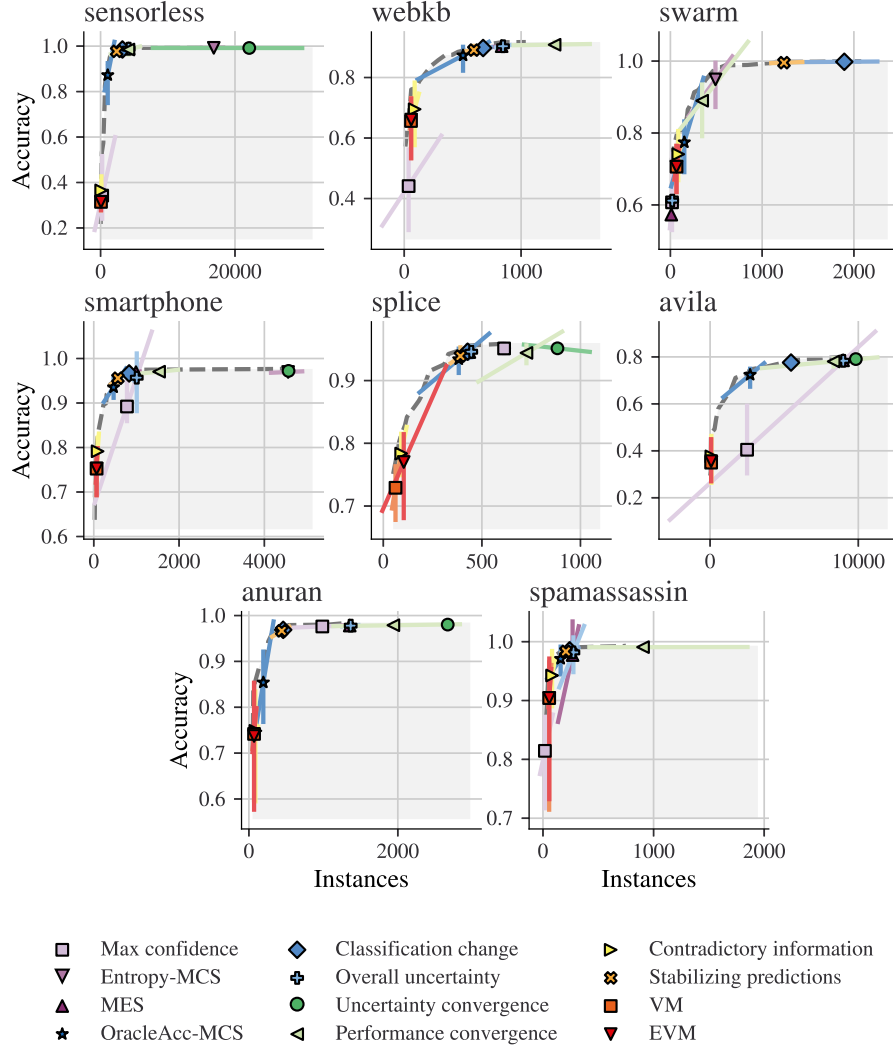 sensorless
webkb
swarm
Accuracy
1.0
0.8
0.6
0.4
0.2
0
20000
0.8
0.6
0.4
0
1000
1.0
0.8
0.6
0
1000
2000
smartphone
splice
avila
Accuracy
1.0
0.9
0.8
0.7
0.6
0
2000
4000
0.9
0.8
0.7
0
500
1000
0.8
0.6
0.4
0.2
0
10000
anuran
spamassassin
Accuracy
1.0
0.9
0.8
0.7
0.6
0
2000
Instances
1.0
0.9
0.8
0.7
0
1000
2000
Instances
Max confidence
Entropy-MCS
MES
OracleAcc-MCS
Classification change
Overall uncertainty
Uncertainty convergence
Performance convergence
Contradictory information
Stabilizing predictions
VM
EVM